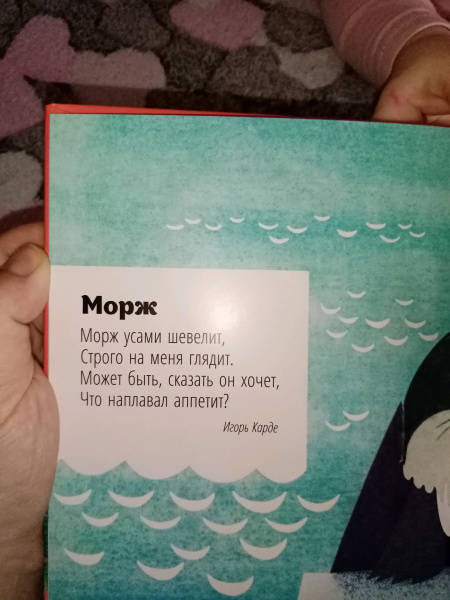 Морж
Морж усами шевелит,
Строго на меня глядит.
Может быть, сказать он хочет,
Что наплавал аппетит?
Игорь Карде